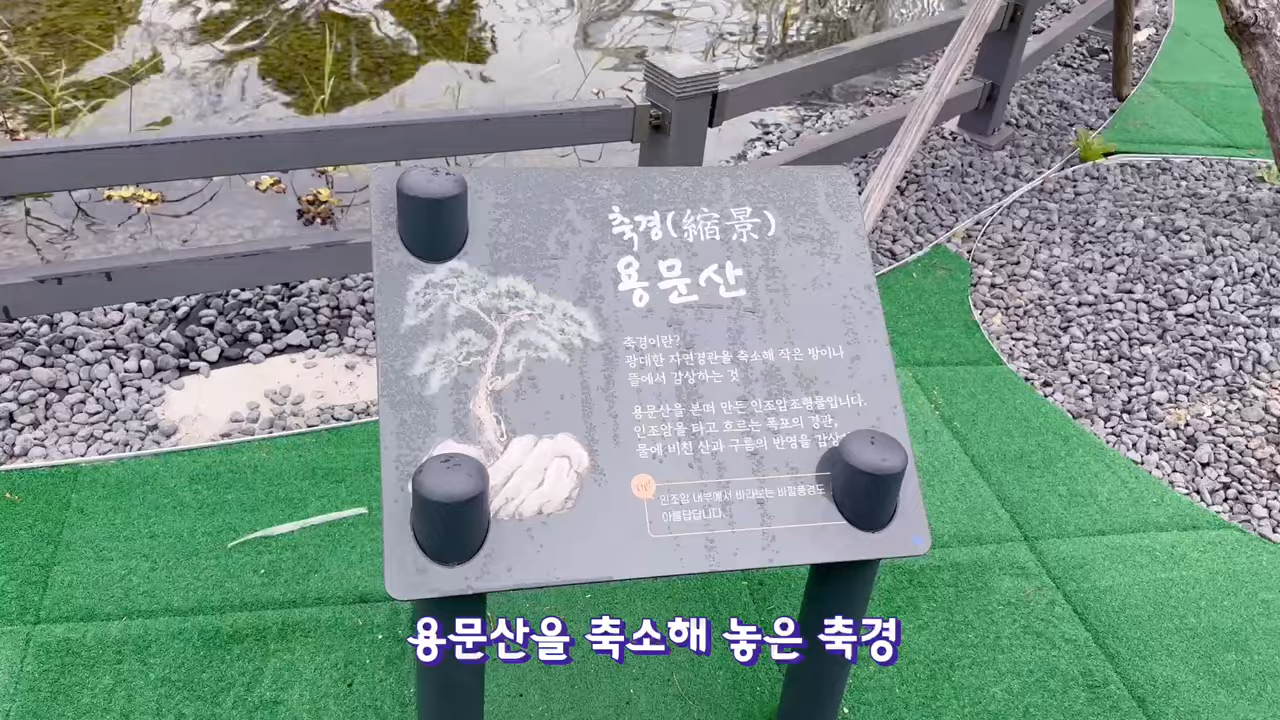 축경(縮景)
용문산
축경이란?
광대한 자연경관을 축소해 작은 방이나
뜰에서 감상하는 것
용문산을 본떠 만든 인조암조형물입니다.
인조암을 타고 흐르는 폭포의 경관,
물에 비친 산과 구름의 반영을 감상
인조암 내부에서 바라보는 바깥풍경도
아름답답니다.
용문산을 축소해 놓은 축경